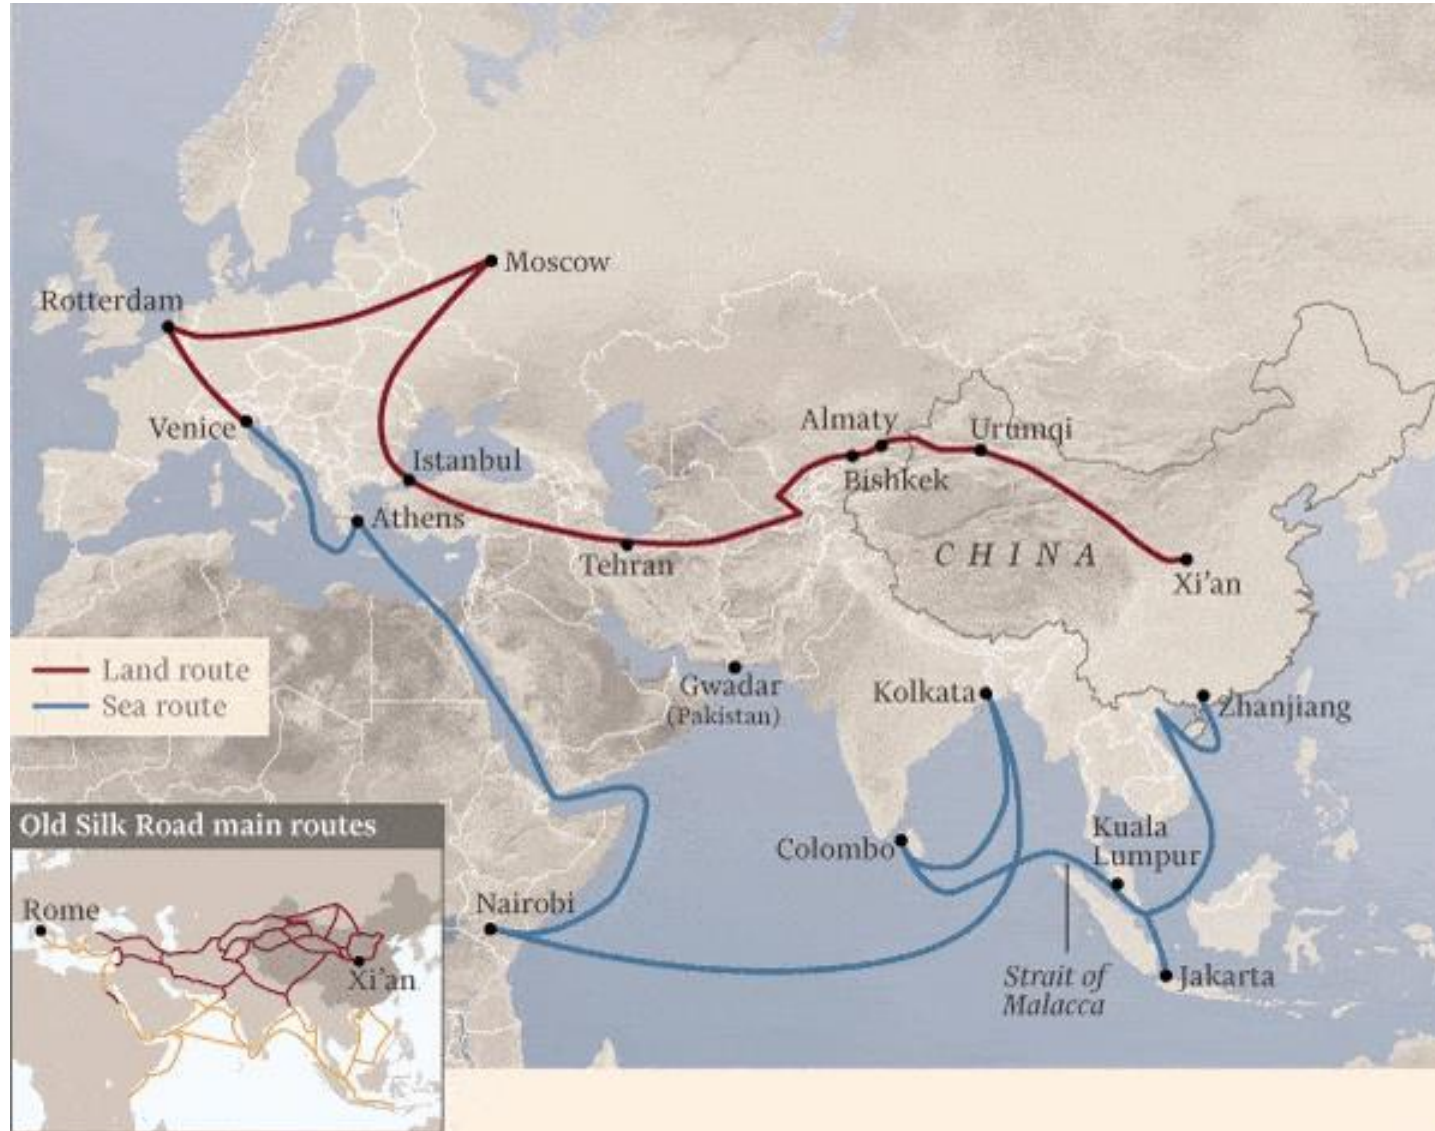 Moscow
Rotterdam
Venice
Istanbul
Athens
Tehran
Almaty
Bishkek
Urumqi
CHINA
Xi'an
Land route
Sea route
Gwadar
(Pakistan)
Kolkata
Zhanjiang
Colombo
Kuala
Lumpur
Nairobi
Strait of
Malacca
Jakarta
Old Silk Road main routes
Rome
Xi'an